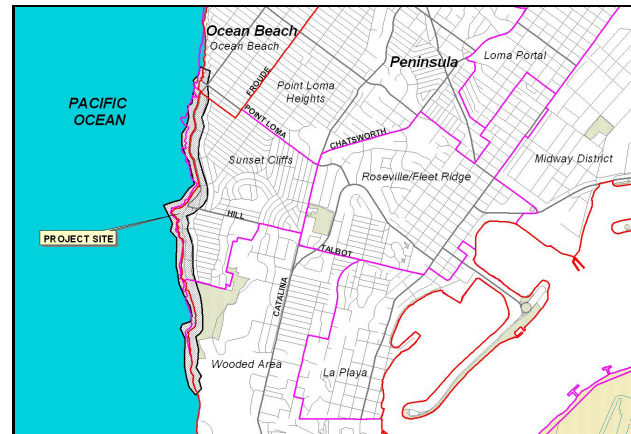 Ocean Beach
Ocean Beach
Peninsula
Loma Portal
PACIFIC
OCEAN
FROUDE
Point Loma
Heights
POINT LOMA
CHATSWORTH
Sunset Cliffs
Midway District
Roseville/Fleet Ridge
HILL
PROJECT SITE
TALBOT
CATALINA
Wooded Area
La Playa